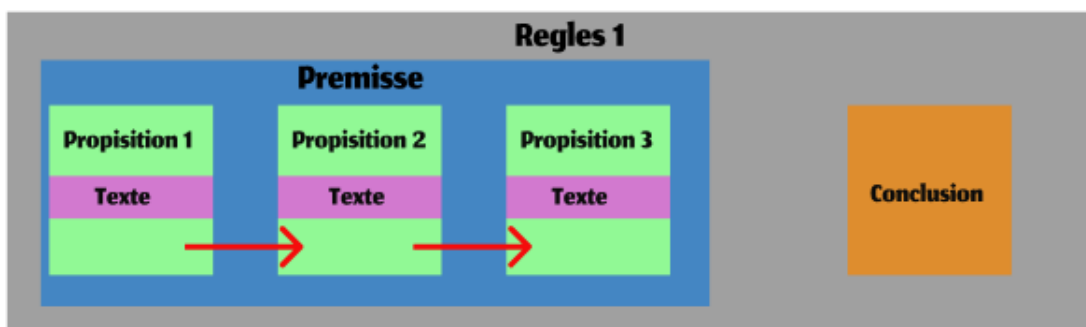 Regles 1
Premisse
Propisition 1
Propisition 2
Propisition 3
Texte
Texte
Texte
Conclusion